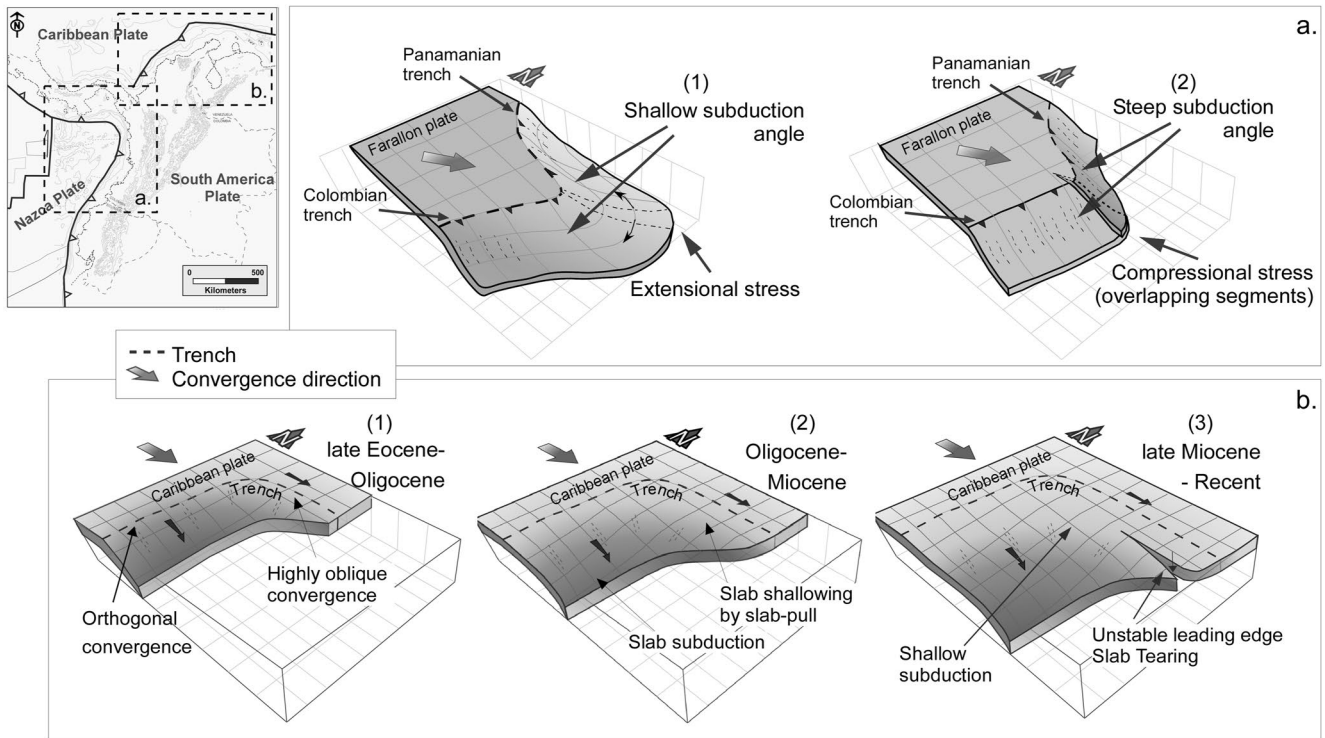 N
Caribbean Plate
b.
VENEZUELA
COLOMBIA
South America
Plate
Nazoa Plate
a.
0 500
Kilometers
a.
Panamanian
trench
N
(1)
Shallow subduction
angle
Farallon plate
Colombian
trench
Extensional stress
Panamanian
trench
N
(2)
Steep subduction
angle
Farallon plate
Colombian
trench
Compressional stress
(overlapping segments)
Trench
Convergence direction
b.
N
(1)
late Eocene-
Oligocene
Caribbean plate
Trench
Highly oblique
convergence
Orthogonal
convergence
N
(2)
Oligocene-
Miocene
Caribbean plate
Trench
Slab shallowing
by slab-pull
Slab subduction
N
(3)
late Miocene
- Recent
Caribbean plate
Trench
Unstable leading edge
Slab Tearing
Shallow
subduction